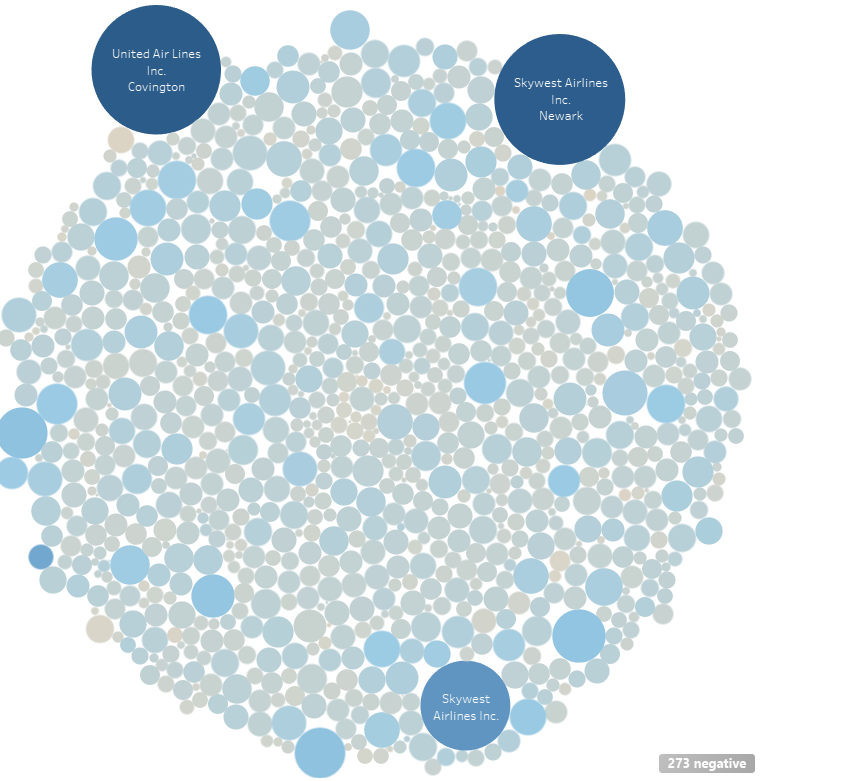 United Air Lines
Inc.
Covington
Skywest Airlines
Inc.
Newark
Skywest
Airlines Inc.
273 negative